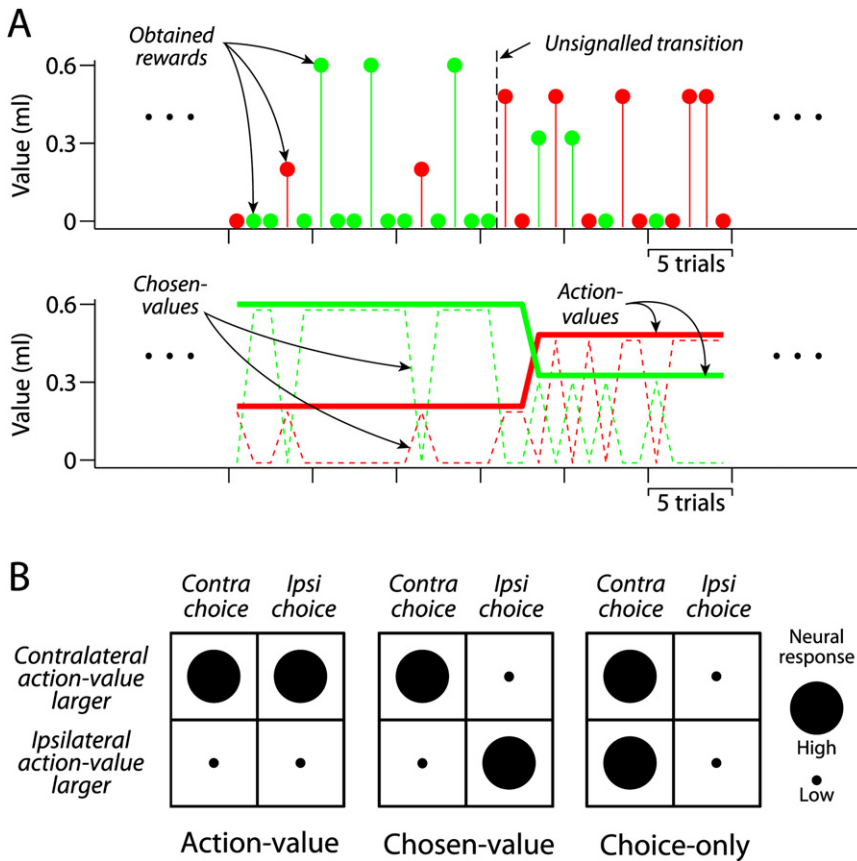 A
Obtained
rewards
Unsignalled transition
Value (ml)
0.6
0.3
0
5 trials
Chosen-
values
Action-
values
Value (ml)
0.6
0.3
0
5 trials
B
Contra
choice
Ipsi
choice
Contra
choice
Ipsi
choice
Contra
choice
Ipsi
choice
Contralateral
action-value
larger
Ipsilateral
action-value
larger
Neural
response
High
Low
Action-value
Chosen-value
Choice-only